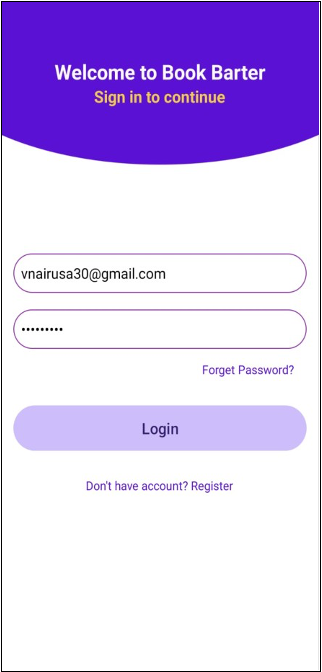 Welcome to Book Barter
Sign in to continue
vnairusa30@gmail.com
•••••••••
Forget Password?
Login
Don't have account? Register